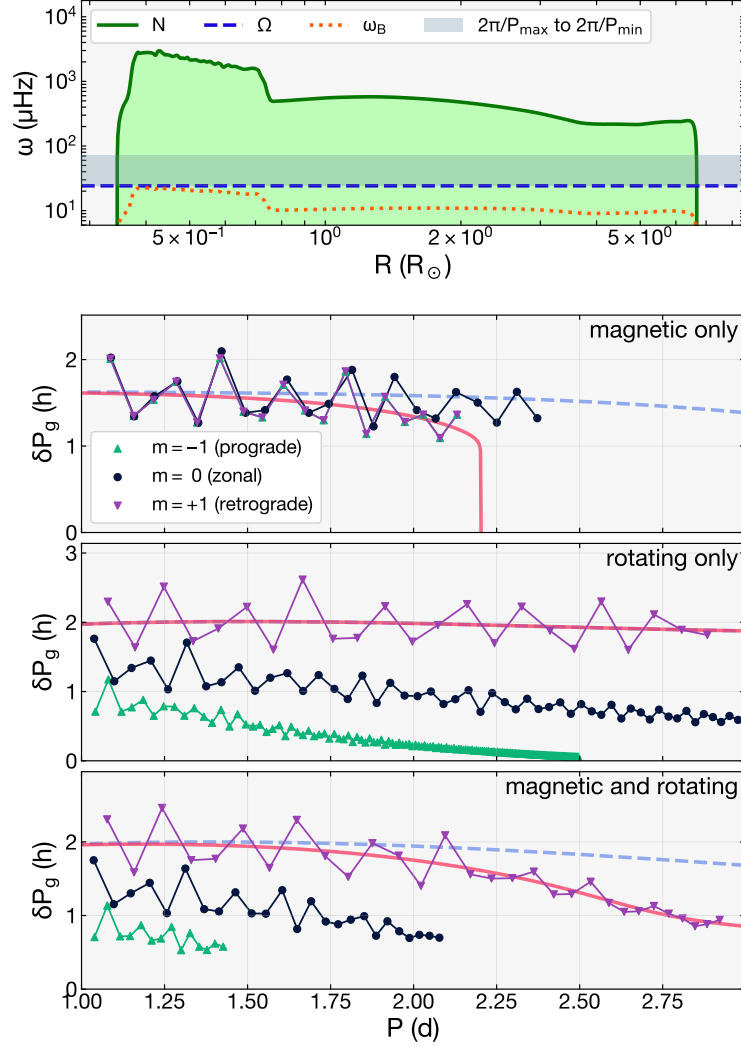 N Ω ω_B 2π/P_max to 2π/P_min
10⁴
10³
10²
10¹
ω (μHz)
5 × 10⁻¹ 10⁰ 2 × 10⁰ 5 × 10⁰
R (R_⊙)
magnetic only
2
1
0
δP_g (h)
m = −1 (prograde)
m = 0 (zonal)
m = +1 (retrograde)
rotating only
3
2
1
0
δP_g (h)
magnetic and rotating
2
1
0
δP_g (h)
1.00 1.25 1.50 1.75 2.00 2.25 2.50 2.75
P (d)